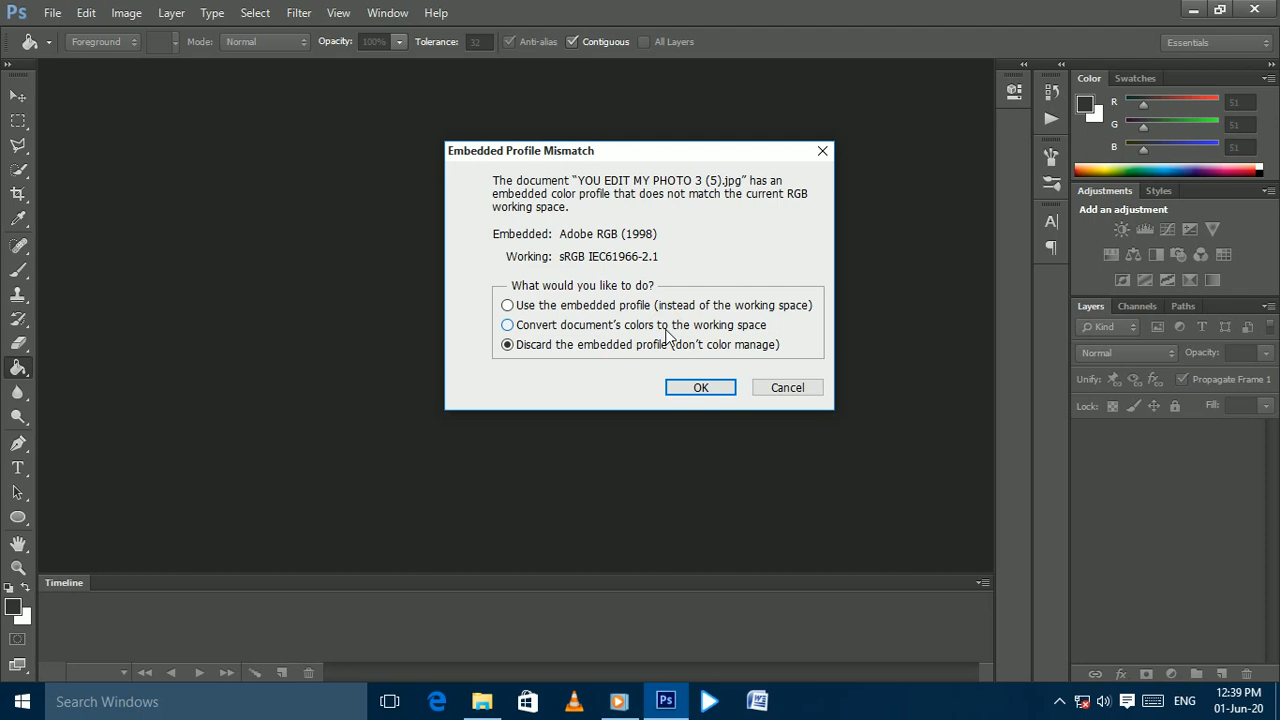 Ps File Edit Image Layer Type Select Filter View Window Help
Foreground Mode: Normal Opacity: 100% Tolerance: 32 Anti-alias Contiguous All Layers Essentials
Color Swatches
R 51
G 51
B 51
Adjustments Styles
Add an adjustment
Layers Channels Paths
Kind
Normal Opacity:
Unify: Propagate Frame 1
Lock: Fill:
Embedded Profile Mismatch
The document “YOU EDIT MY PHOTO 3 (5).jpg” has an
embedded color profile that does not match the current RGB
working space.
Embedded: Adobe RGB (1998)
Working: sRGB IEC61966-2.1
What would you like to do?
Use the embedded profile (instead of the working space)
Convert document’s colors to the working space
Discard the embedded profile (don’t color manage)
OK Cancel
Timeline
Search Windows
Ps
ENG
12:39 PM
01-Jun-20